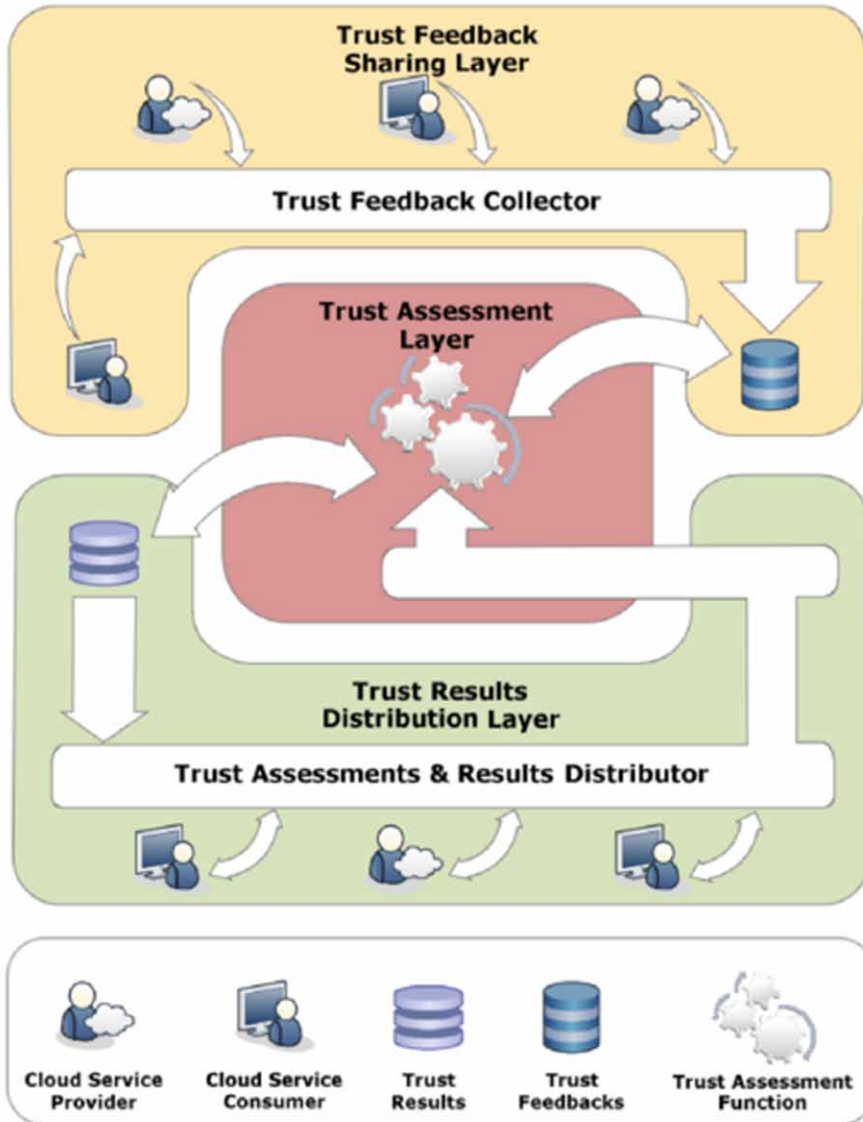 Trust Feedback
Sharing Layer
Trust Feedback Collector
Trust Assessment
Layer
Trust Results
Distribution Layer
Trust Assessments & Results Distributor
Cloud Service
Provider
Cloud Service
Consumer
Trust
Results
Trust
Feedbacks
Trust Assessment
Function